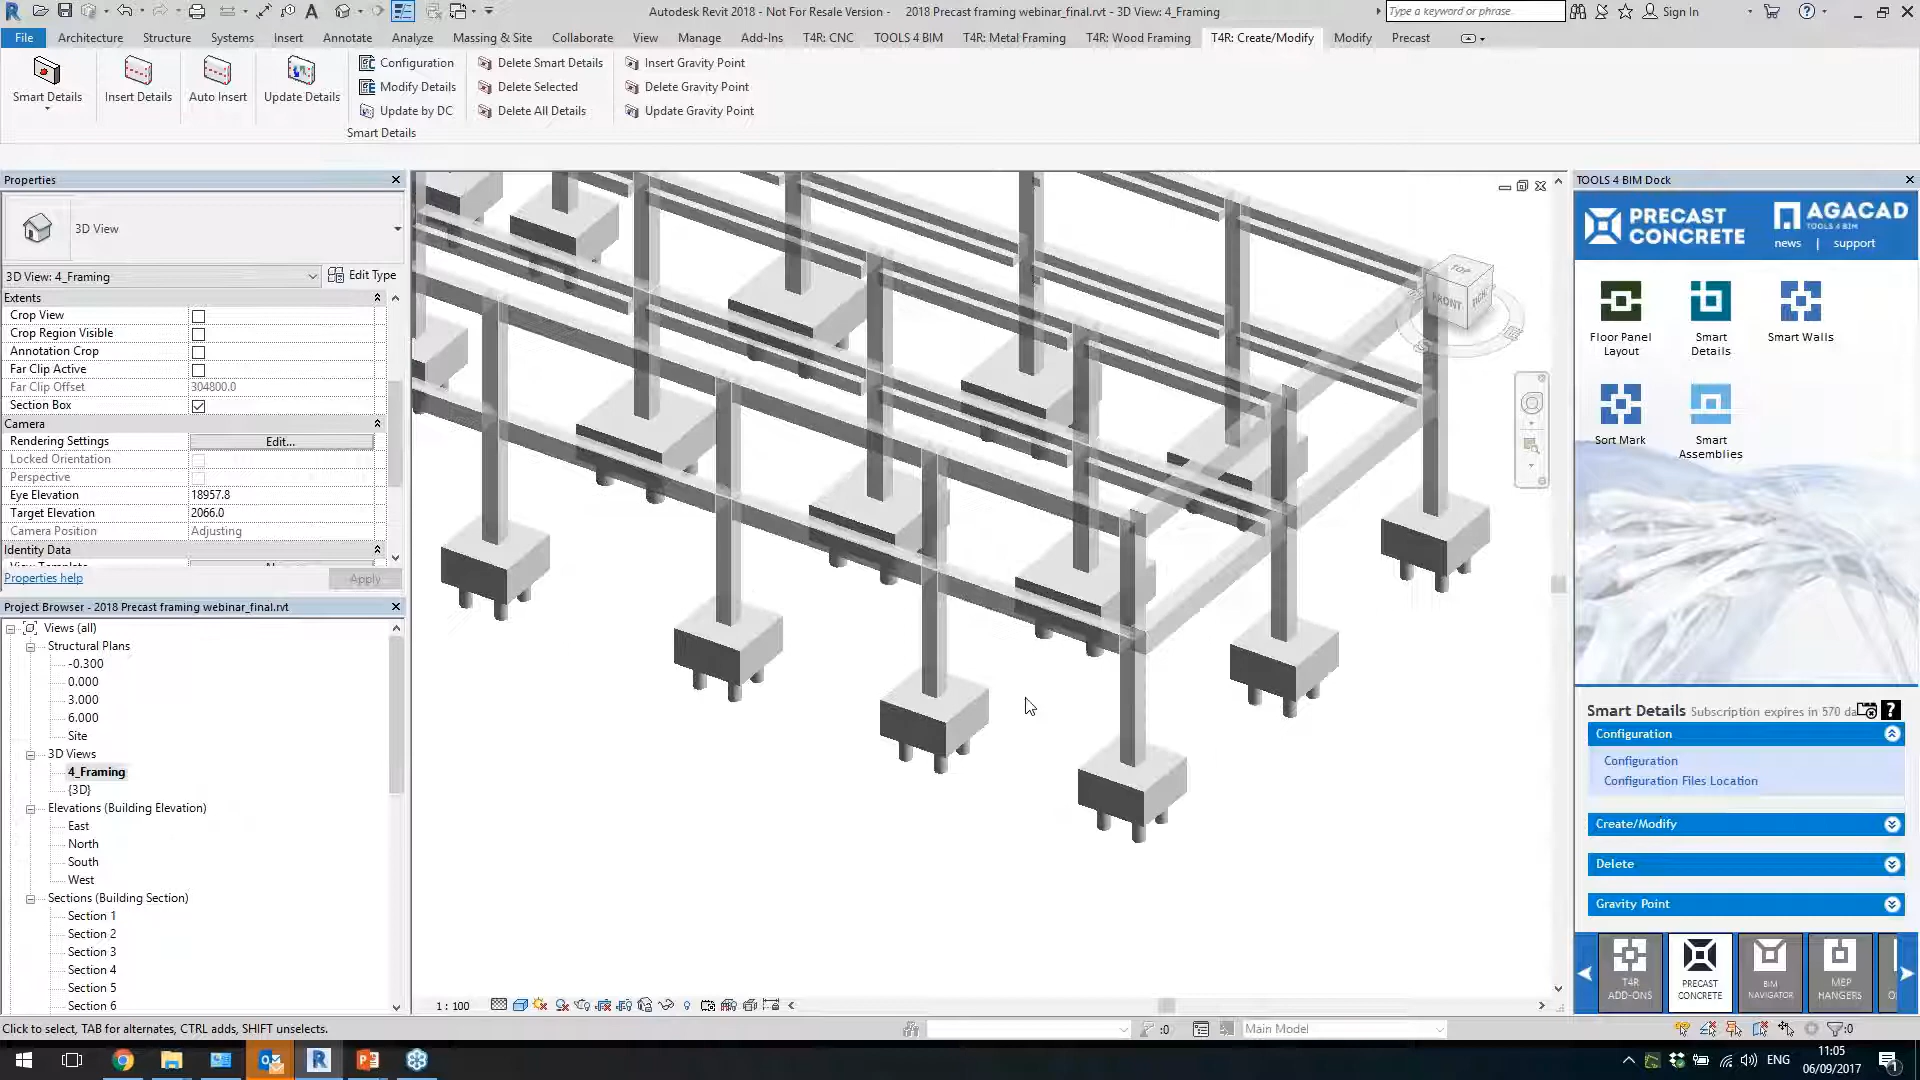 Autodesk Revit 2018 - Not For Resale Version - 2018 Precast framing webinar_final.rvt - 3D View: 4_Framing
Type a keyword or phrase
Sign In
File Architecture Structure Systems Insert Annotate Analyze Massing & Site Collaborate View Manage Add-Ins T4R: CNC TOOLS 4 BIM T4R: Metal Framing T4R: Wood Framing T4R: Create/Modify Modify Precast
Smart Details
Insert Details
Auto Insert
Update Details
Configuration
Modify Details
Update by DC
Delete Smart Details
Delete Selected
Delete All Details
Insert Gravity Point
Delete Gravity Point
Update Gravity Point
Smart Details
Properties
3D View
3D View: 4_Framing
Edit Type
Extents
Crop View
Crop Region Visible
Annotation Crop
Far Clip Active
Far Clip Offset 304800.0
Section Box
Camera
Rendering Settings Edit...
Locked Orientation
Perspective
Eye Elevation 18957.8
Target Elevation 2066.0
Camera Position Adjusting
Identity Data
Properties help
Apply
Project Browser - 2018 Precast framing webinar_final.rvt
Views (all)
Structural Plans
-0.300
0.000
3.000
6.000
Site
3D Views
4_Framing
{3D}
Elevations (Building Elevation)
East
North
South
West
Sections (Building Section)
Section 1
Section 2
Section 3
Section 4
Section 5
Section 6
TOP
FRONT
1 : 100
TOOLS 4 BIM Dock
PRECAST CONCRETE
AGACAD
TOOLS 4 BIM
news | support
Floor Panel Layout
Smart Details
Smart Walls
Sort Mark
Smart Assemblies
Smart Details Subscription expires in 570 da
Configuration
Configuration
Configuration Files Location
Create/Modify
Delete
Gravity Point
T4R ADD-ONS
PRECAST CONCRETE
BIM NAVIGATOR
MEP HANGERS
Click to select, TAB for alternates, CTRL adds, SHIFT unselects.
:0
Main Model
:0
ENG
11:05
06/09/2017